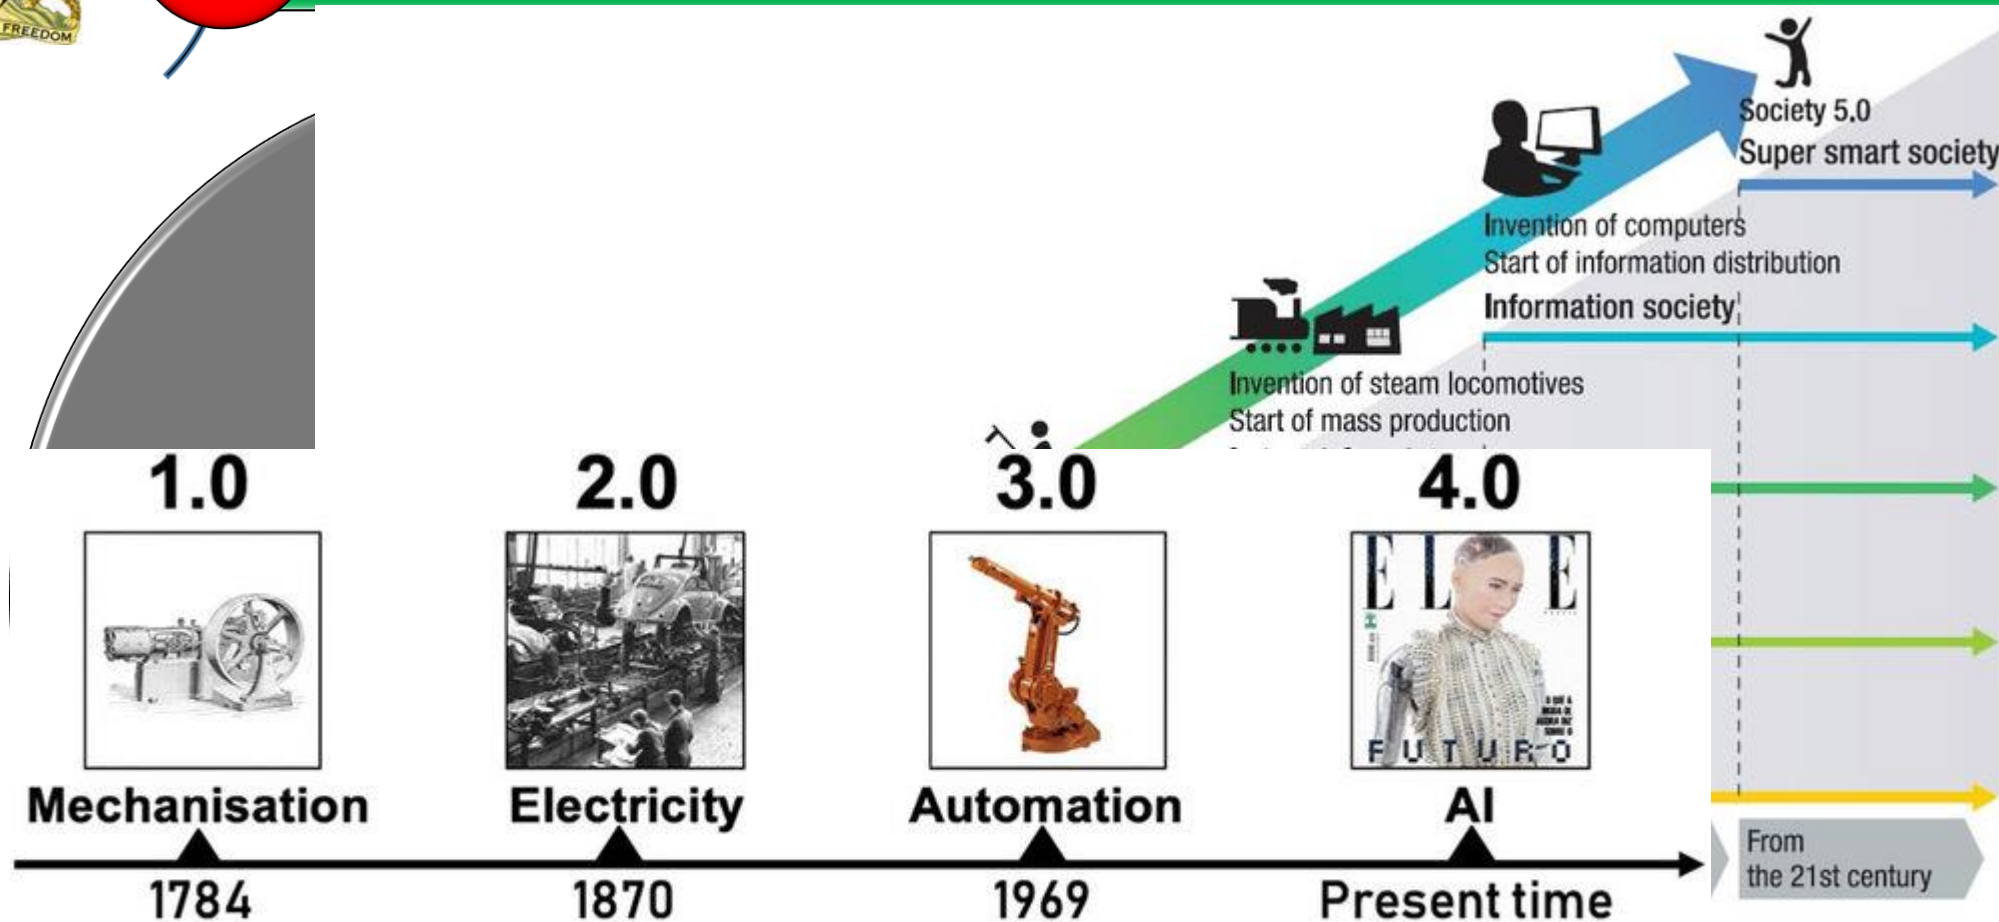 FREEDOM
Society 5.0
Super smart society
Invention of computers
Start of information distribution
Information society
Invention of steam locomotives
Start of mass production
1.0
2.0
3.0
4.0
ELLE
FUTURO
Mechanisation
Electricity
Automation
AI
1784
1870
1969
Present time
From
the 21st century